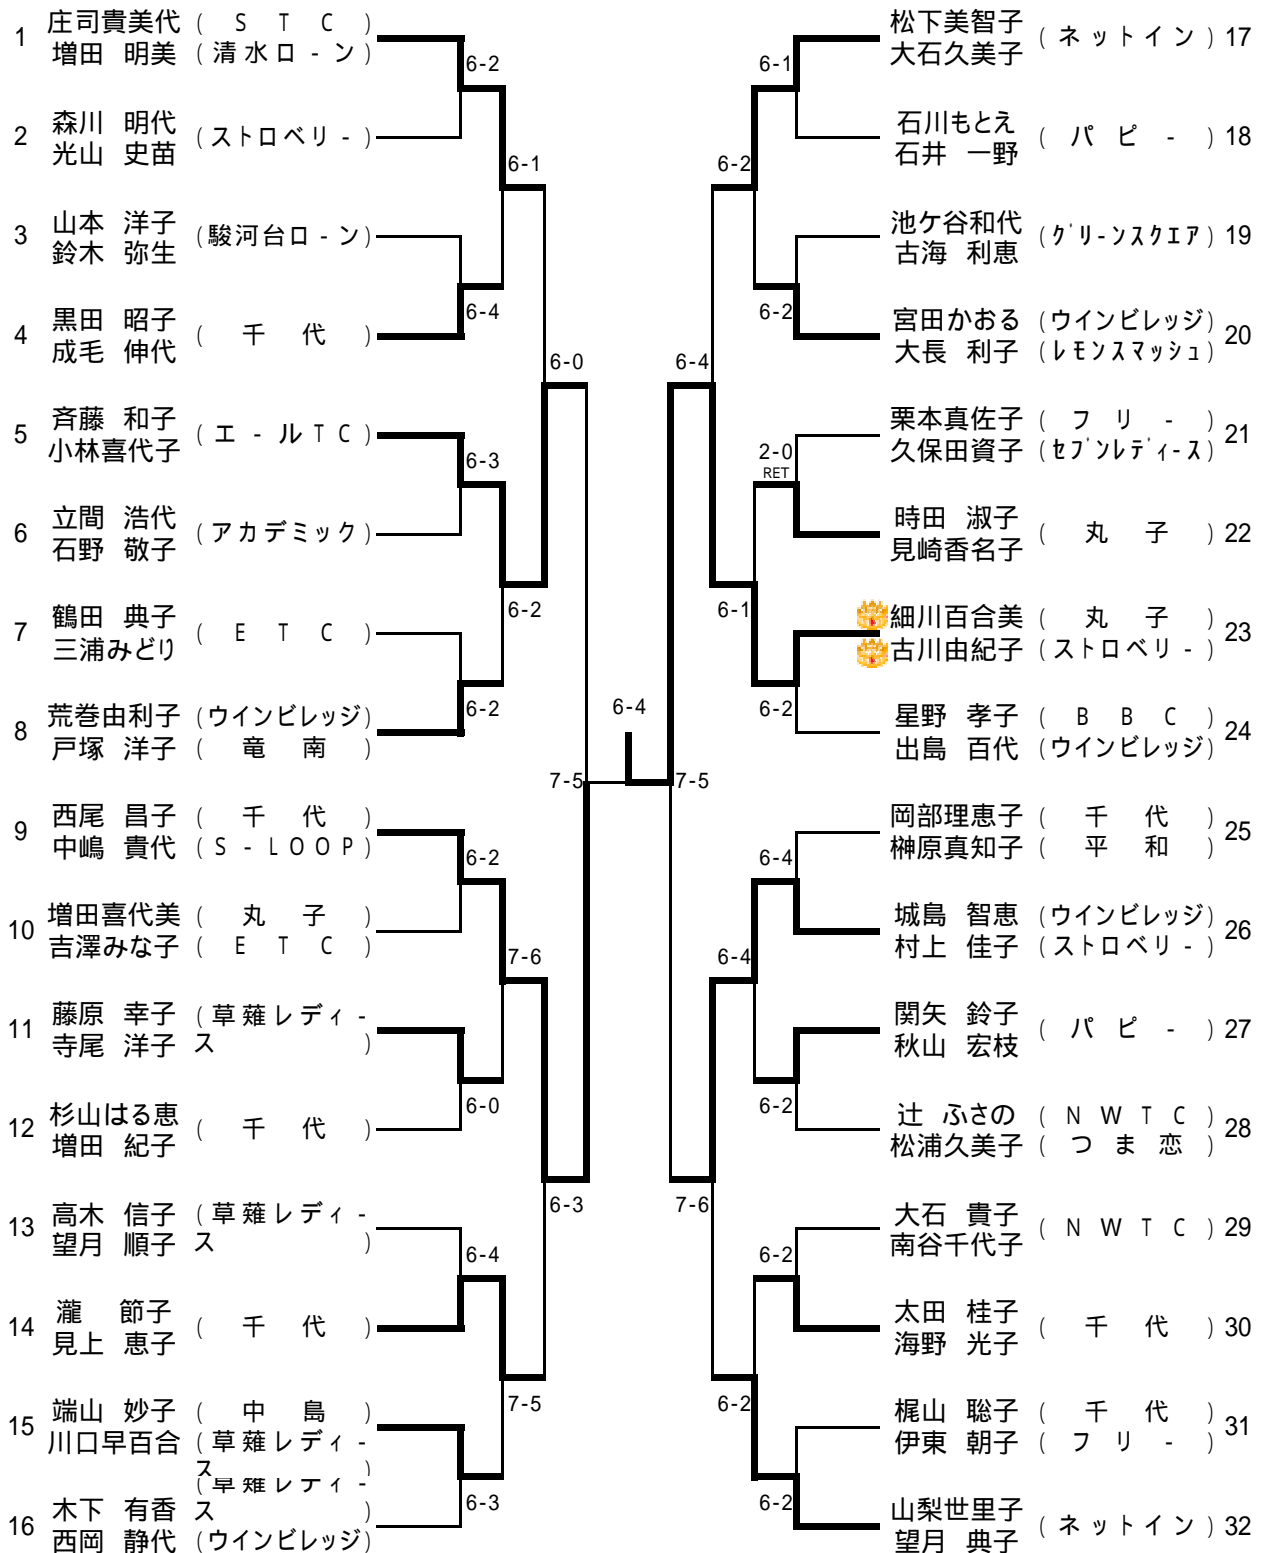 1 庄司貴美代 ( S T C )
増田 明美 (清水ロ-ン)
6-2
2 森川 明代 (ストロベリ-)
光山 史苗
6-1
3 山本 洋子 (駿河台ロ-ン)
鈴木 弥生
6-4
4 黒田 昭子 ( 千 代 )
成毛 伸代
6-0
5 斉藤 和子 (エ-ルTC)
小林喜代子
6-3
6 立間 浩代 (アカデミック)
石野 敬子
6-2
7 鶴田 典子 ( E T C )
三浦みどり
6-2
8 荒巻由利子 (ウインビレッジ)
戸塚 洋子 ( 竜 南 )
7-5
9 西尾 昌子 ( 千 代 )
中嶋 貴代 (S-LOOP)
6-2
10 増田喜代美 ( 丸 子 )
吉澤みな子 ( E T C )
7-6
11 藤原 幸子 (草薙レディ-
寺尾 洋子 ス )
6-0
12 杉山はる恵 ( 千 代 )
増田 紀子
6-3
13 高木 信子 (草薙レディ-
望月 順子 ス )
6-4
14 瀧 節子 ( 千 代 )
見上 恵子
7-5
15 端山 妙子 ( 中 島 )
川口早百合 (草薙レディ-
ス )
6-3
(草薙レディ-
16 木下 有香 ス )
西岡 静代 (ウインビレッジ)
6-4
松下美智子 (ネットイン) 17
大石久美子
6-1
石川もとえ ( パピ- ) 18
石井 一野
6-2
池ケ谷和代 (グリ-ンスクエア) 19
古海 利恵
6-2
宮田かおる (ウインビレッジ) 20
大長 利子 (レモンスマッシュ)
6-4
栗本真佐子 ( フリ- ) 21
久保田資子 (セブンレディ-ス)
2-0
RET
時田 淑子 ( 丸 子 ) 22
見崎香名子
6-1
細川百合美 ( 丸 子 ) 23
古川由紀子 (ストロベリ-)
6-2
星野 孝子 ( B B C ) 24
出島 百代 (ウインビレッジ)
7-5
岡部理恵子 ( 千 代 ) 25
榊原真知子 ( 平 和 )
6-4
城島 智恵 (ウインビレッジ) 26
村上 佳子 (ストロベリ-)
6-4
関矢 鈴子 ( パピ- ) 27
秋山 宏枝
6-2
辻 ふさの ( NWTC ) 28
松浦久美子 ( つま恋 )
7-6
大石 貴子 ( NWTC ) 29
南谷千代子
6-2
太田 桂子 ( 千 代 ) 30
海野 光子
6-2
梶山 聡子 ( 千 代 ) 31
伊東 朝子 ( フリ- )
6-2
山梨世里子 (ネットイン) 32
望月 典子